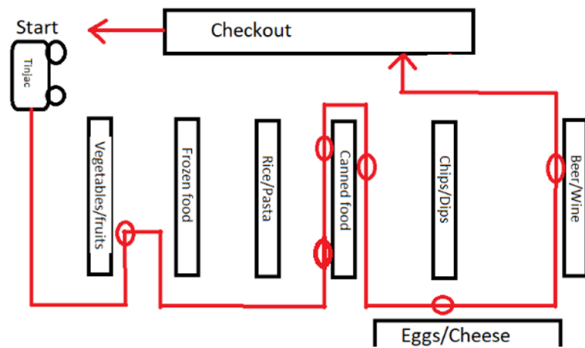 Start
Checkout
Tinjac
Vegetables/fruits
Frozen food
Rice/Pasta
Canned food
Chips/Dips
Beer/Wine
Eggs/Cheese